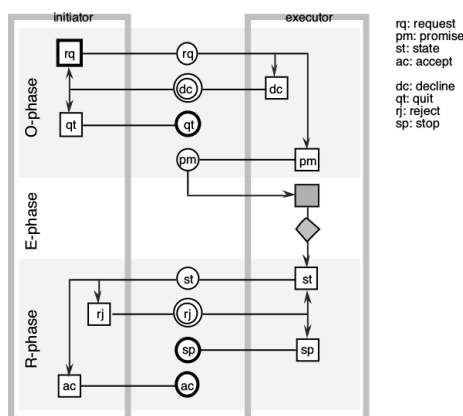 initiator
executor
O-phase
rq
rq
dc
dc
qt
qt
pm
pm
E-phase
R-phase
st
st
rj
rj
sp
sp
ac
ac
rq: request
pm: promise
st: state
ac: accept
dc: decline
qt: quit
rj: reject
sp: stop